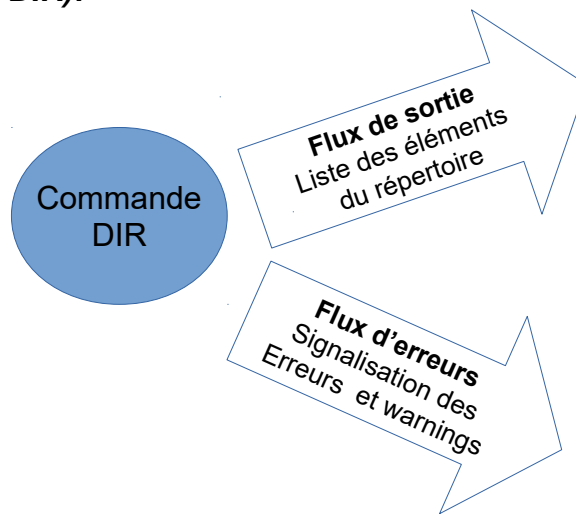 DIR).
Flux de sortie
Liste des éléments
du répertoire
Commande
DIR
Flux d'erreurs
Signalisation des
Erreurs et warnings